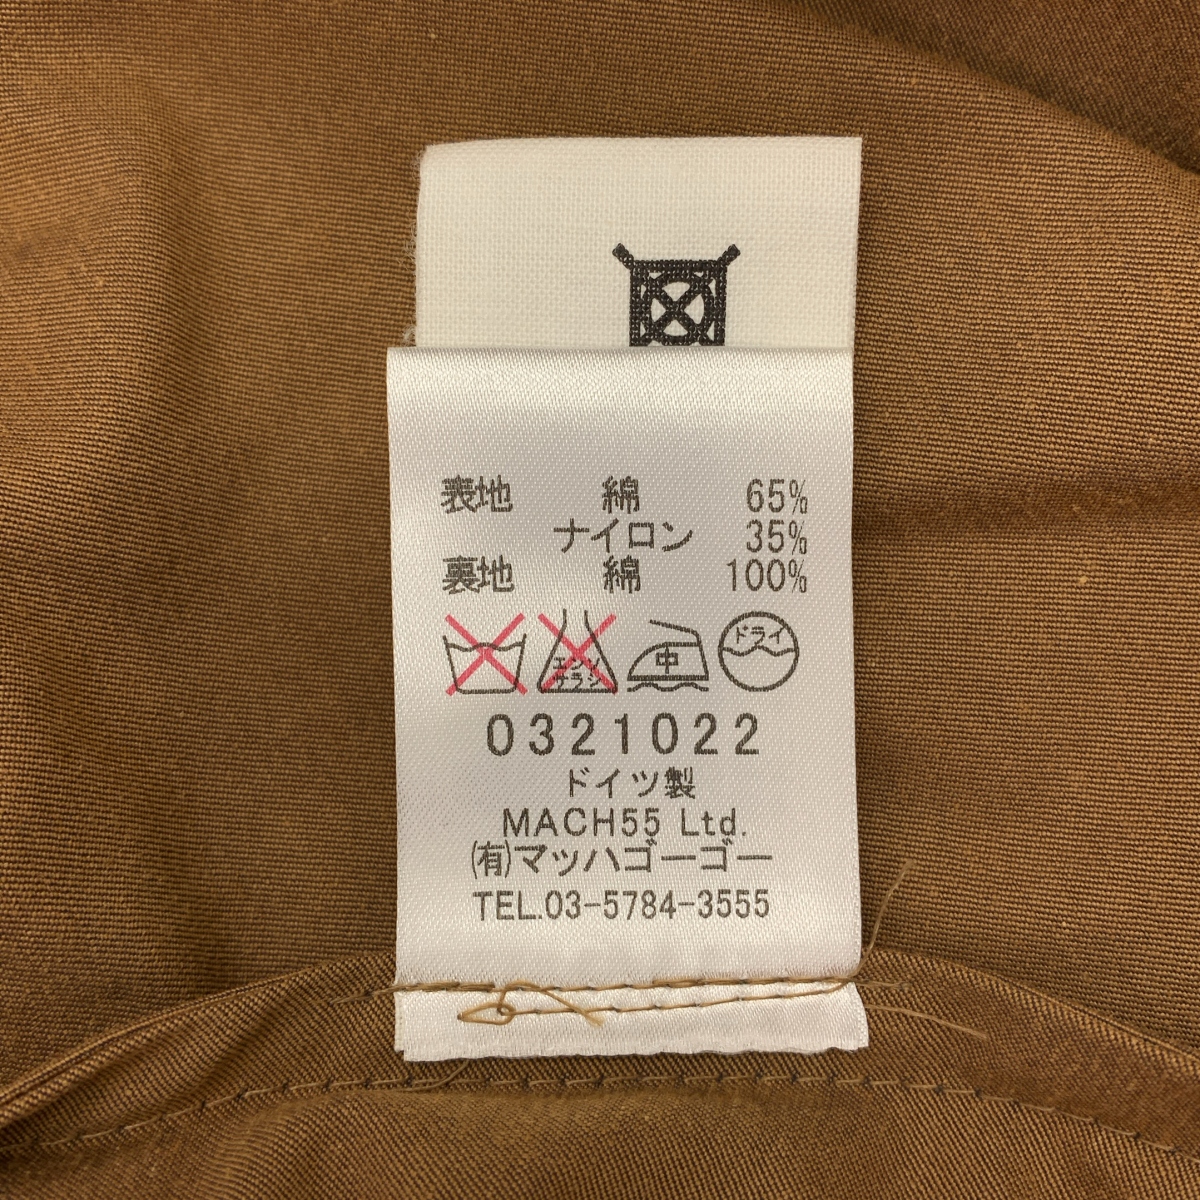 表地 綿 65%
ナイロン 35%
裏地 綿 100%
エンソ サラシ 中 ドライ
0321022
ドイツ製
MACH55 Ltd.
(有)マッハゴーゴー
TEL.03-5784-3555